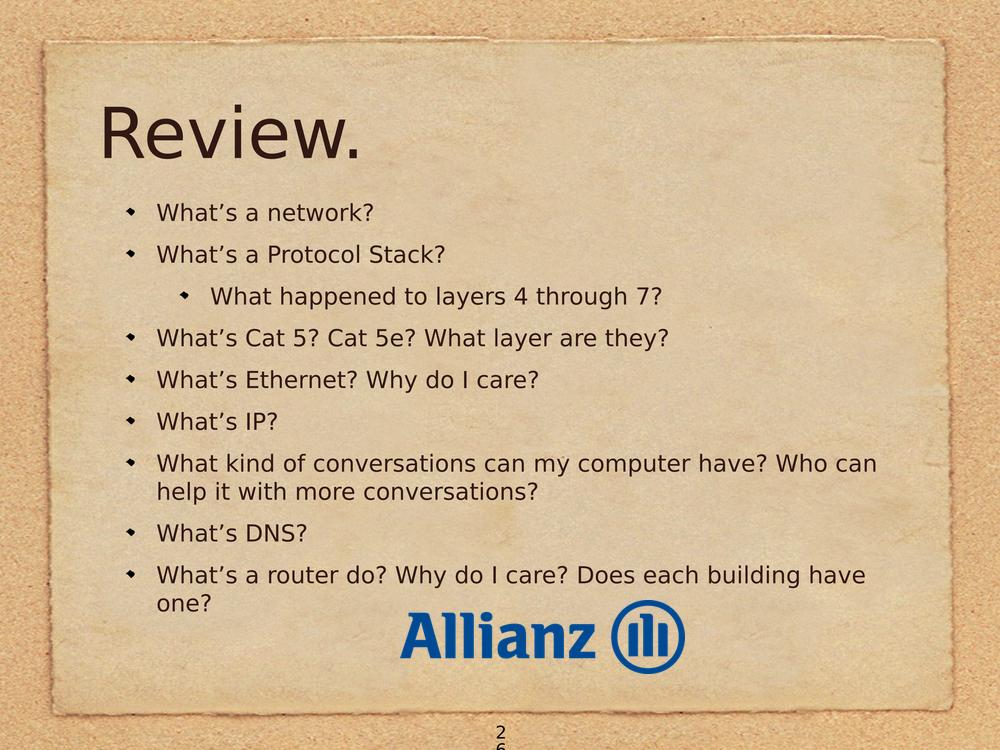 Review.
What’s a network?
What’s a Protocol Stack?
What happened to layers 4 through 7?
What’s Cat 5? Cat 5e? What layer are they?
What’s Ethernet? Why do I care?
What’s IP?
What kind of conversations can my computer have? Who can
help it with more conversations?
What’s DNS?
What’s a router do? Why do I care? Does each building have
one?
Allianz
2
6